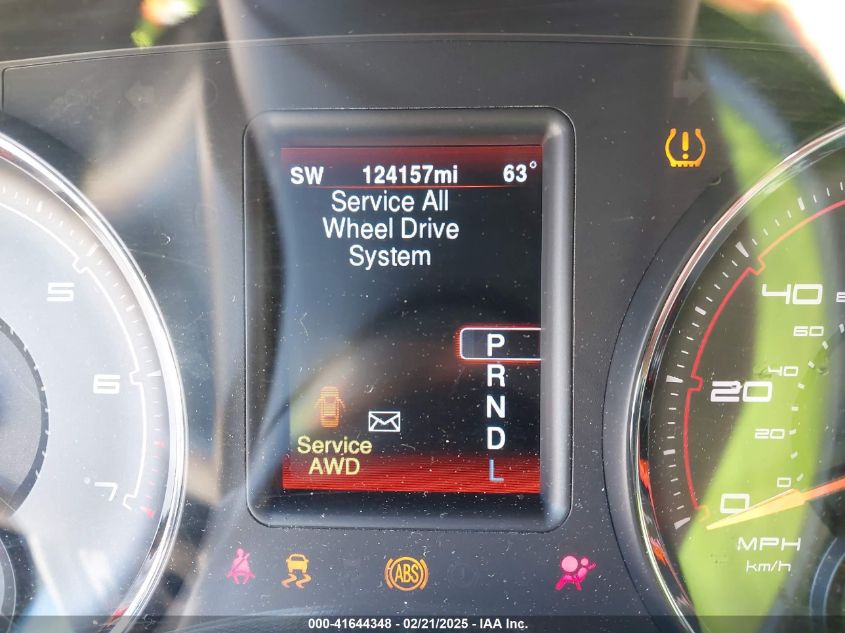 SW 124157mi 63°
Service All
Wheel Drive
System
5
6
7
P
R
N
D
L
Service
AWD
40
60
20
40
20
0
0
MPH
km/h
ABS
000-41644348 - 02/21/2025 - IAA Inc.